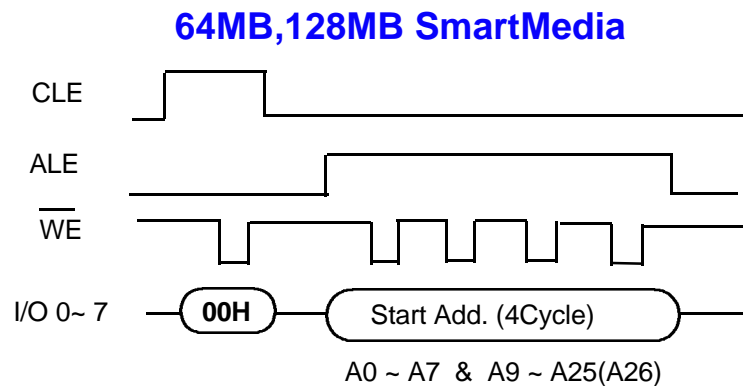 64MB,128MB SmartMedia
CLE
ALE
WE
I/O 0~ 7
00H
Start Add. (4Cycle)
A0 ~ A7 & A9 ~ A25(A26)